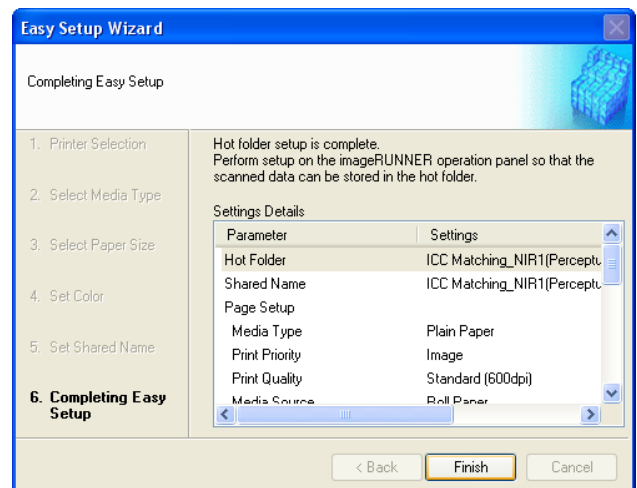 Easy Setup Wizard
Completing Easy Setup
1. Printer Selection
2. Select Media Type
3. Select Paper Size
4. Set Color
5. Set Shared Name
6. Completing Easy
Setup
Hot folder setup is complete.
Perform setup on the imageRUNNER operation panel so that the
scanned data can be stored in the hot folder.
Settings Details
Parameter Settings
Hot Folder ICC Matching_NIR1(Perceptu
Shared Name ICC Matching_NIR1(Perceptu
Page Setup
Media Type Plain Paper
Print Priority Image
Print Quality Standard (600dpi)
Media Source Roll Paper
< Back Finish Cancel